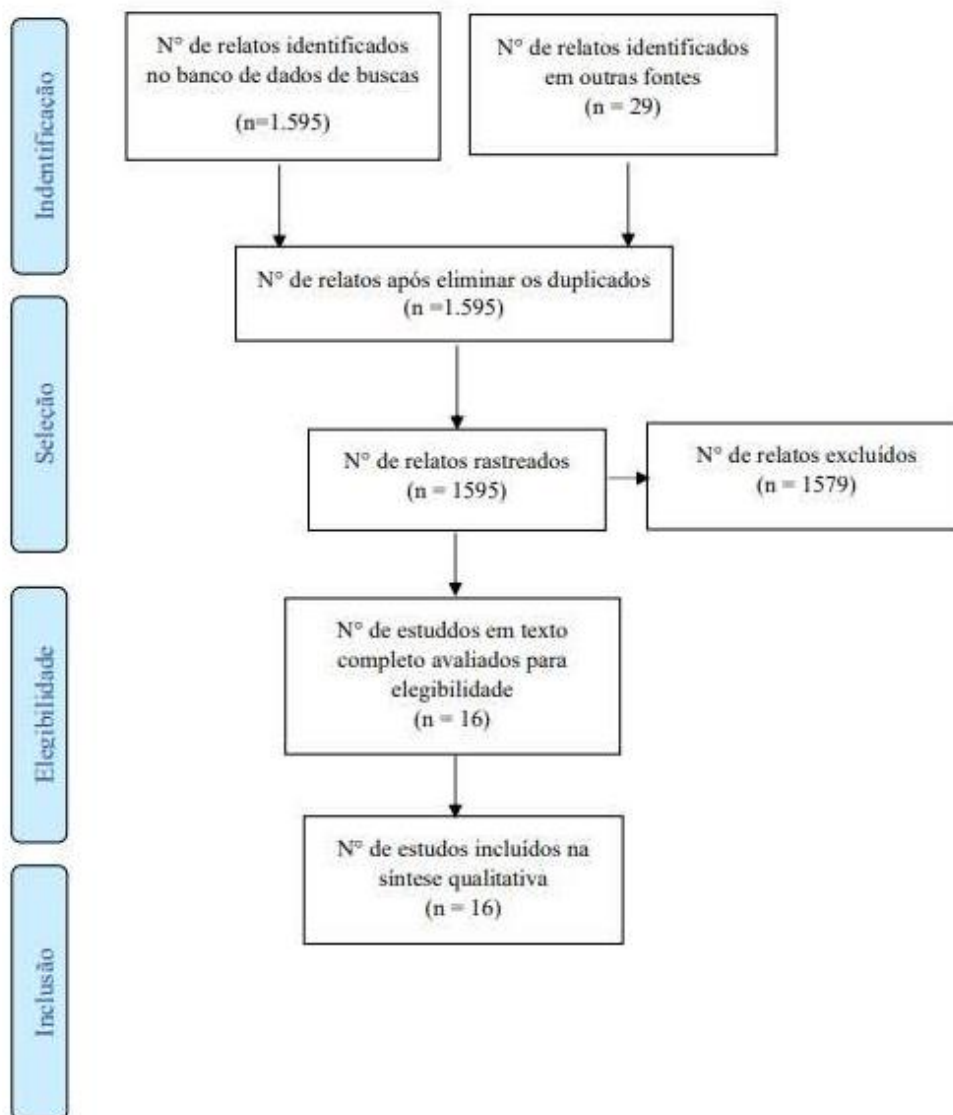 Indentificação
N° de relatos identificados
no banco de dados de buscas
(n=1.595)
N° de relatos identificados
em outras fontes
(n = 29)
N° de relatos após eliminar os duplicados
(n =1.595)
Seleção
N° de relatos rastreados
(n = 1595)
N° de relatos excluídos
(n = 1579)
Elegibilidade
N° de estuddos em texto
completo avaliados para
elegibilidade
(n = 16)
N° de estudos incluídos na
síntese qualitativa
(n = 16)
Inclusão